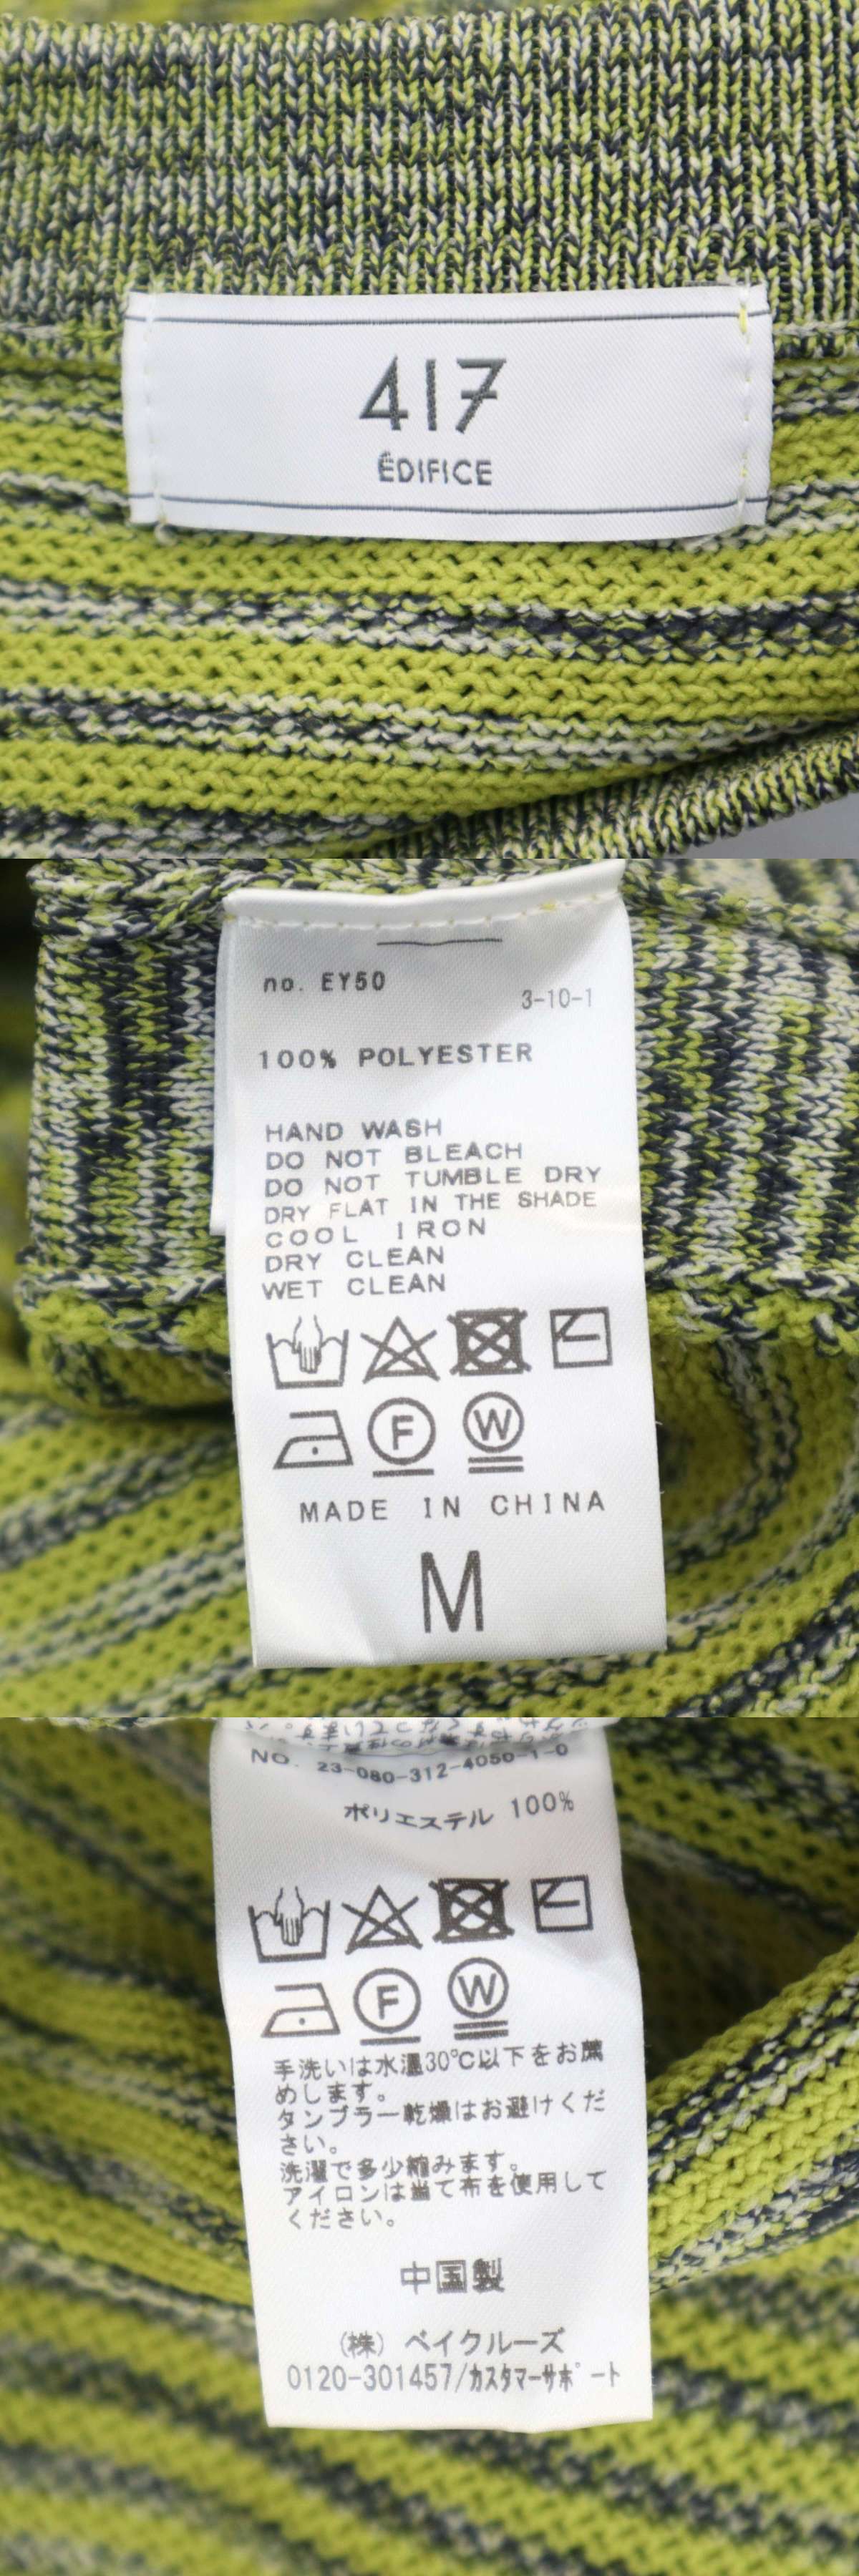 417
ÉDIFICE
no. EY50
3-10-1
100% POLYESTER
HAND WASH
DO NOT BLEACH
DO NOT TUMBLE DRY
DRY FLAT IN THE SHADE
COOL IRON
DRY CLEAN
WET CLEAN
F W
MADE IN CHINA
M
NO. 23-080-312-4050-1-0
ポリエステル 100%
F W
手洗いは水温30℃以下をお薦
めします。
タンブラー乾燥はお避けくだ
さい。
洗濯で多少縮みます。
アイロンは当て布を使用して
ください。
中国製
(株) ベイクルーズ
0120-301457/カスタマーサポート